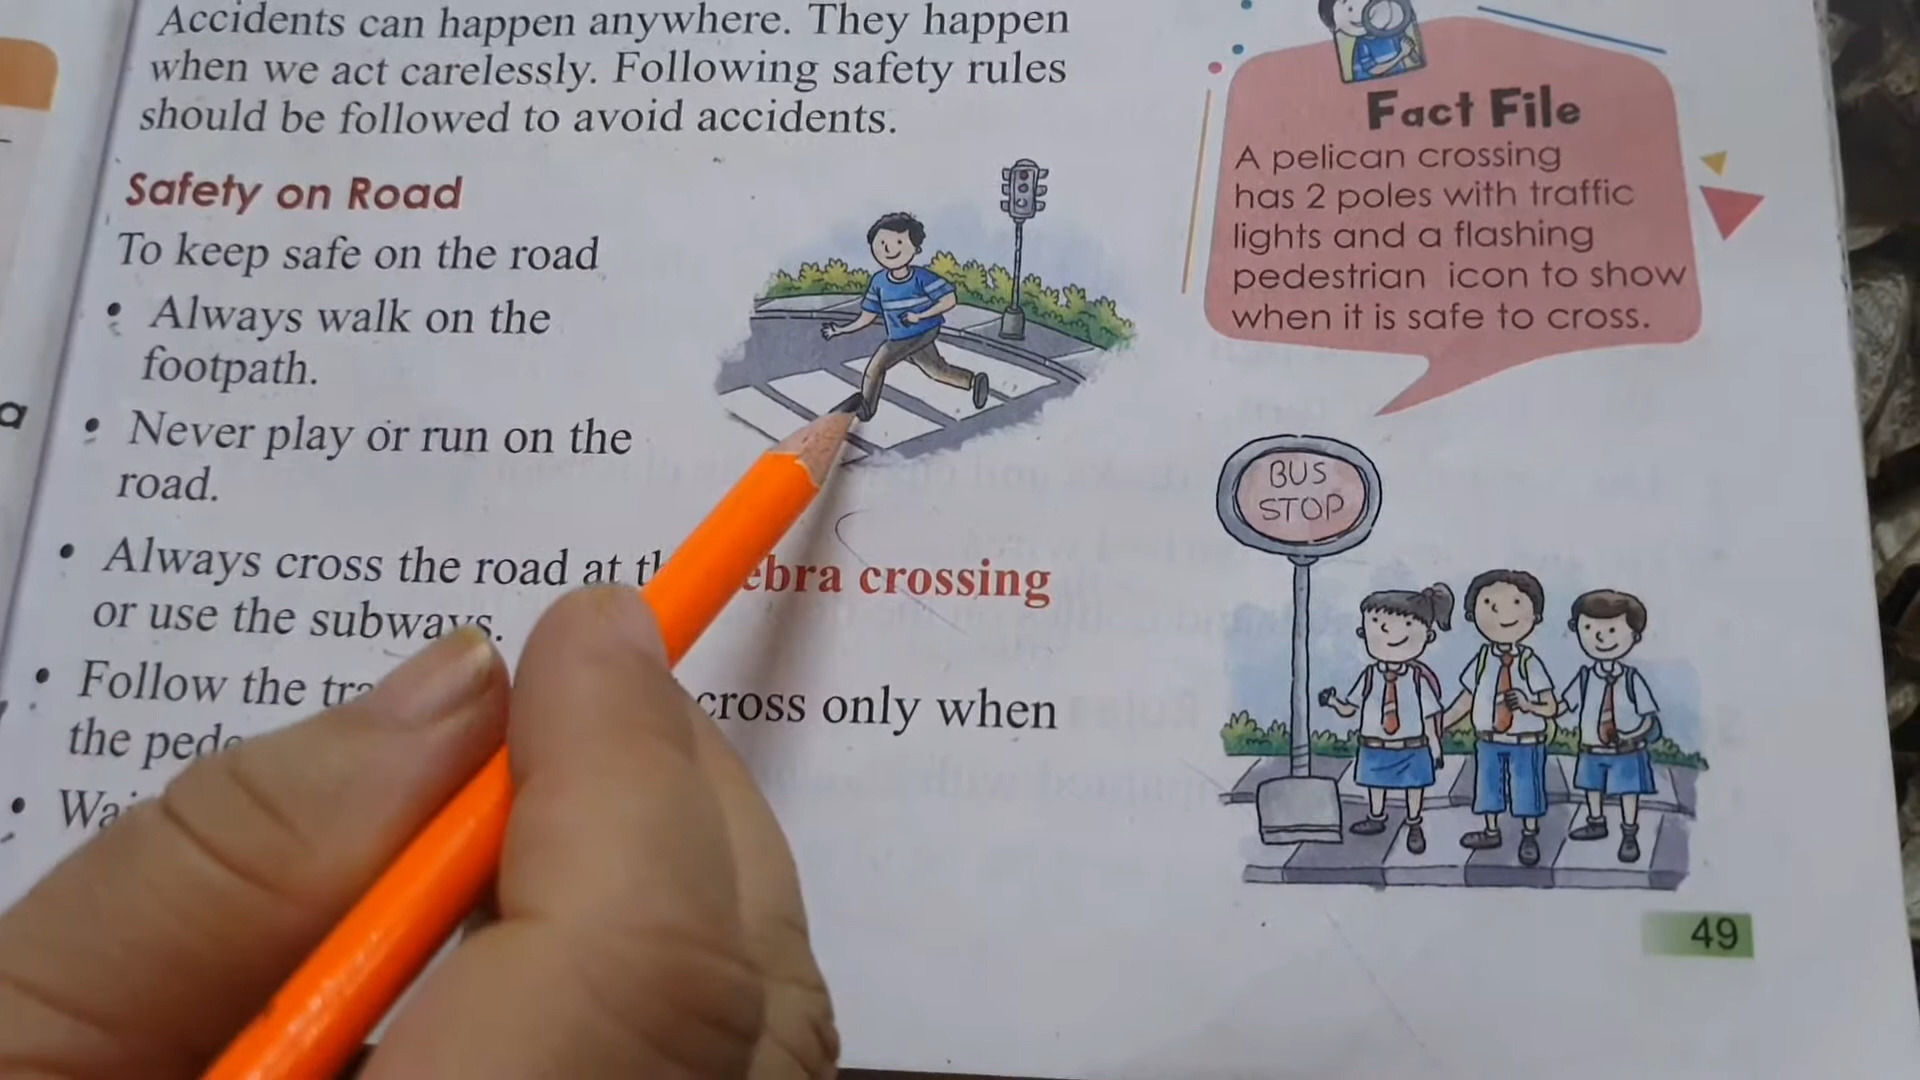 Accidents can happen anywhere. They happen
when we act carelessly. Following safety rules
should be followed to avoid accidents.
Safety on Road
To keep safe on the road
• Always walk on the
footpath.
• Never play or run on the
road.
• Always cross the road at crossing
or use the subways.
• Follow the cross only when
the
•
Fact File
A pelican crossing
has 2 poles with traffic
lights and a flashing
pedestrian icon to show
when it is safe to cross.
BUS
STOP
49